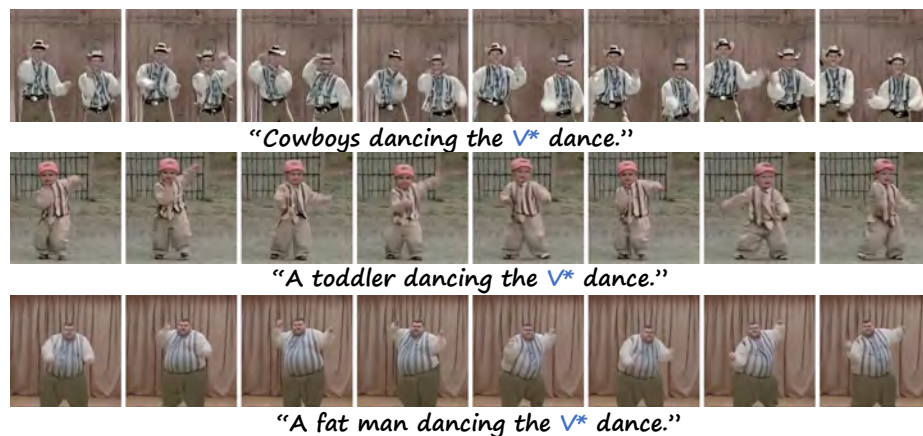 “Cowboys dancing the V* dance.”
“A toddler dancing the V* dance.”
“A fat man dancing the V* dance.”